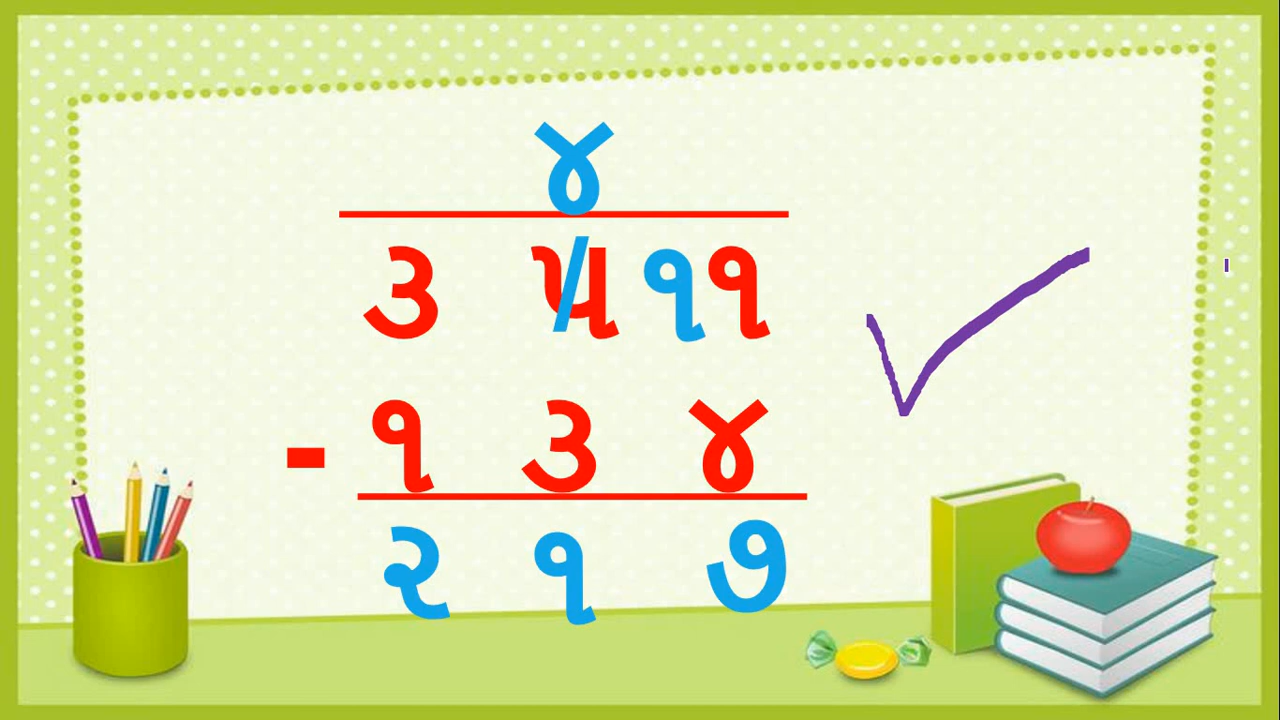 ૪
૩ ૫ ૧૧
- ૧ ૩ ૪
૨ ૧ ૭